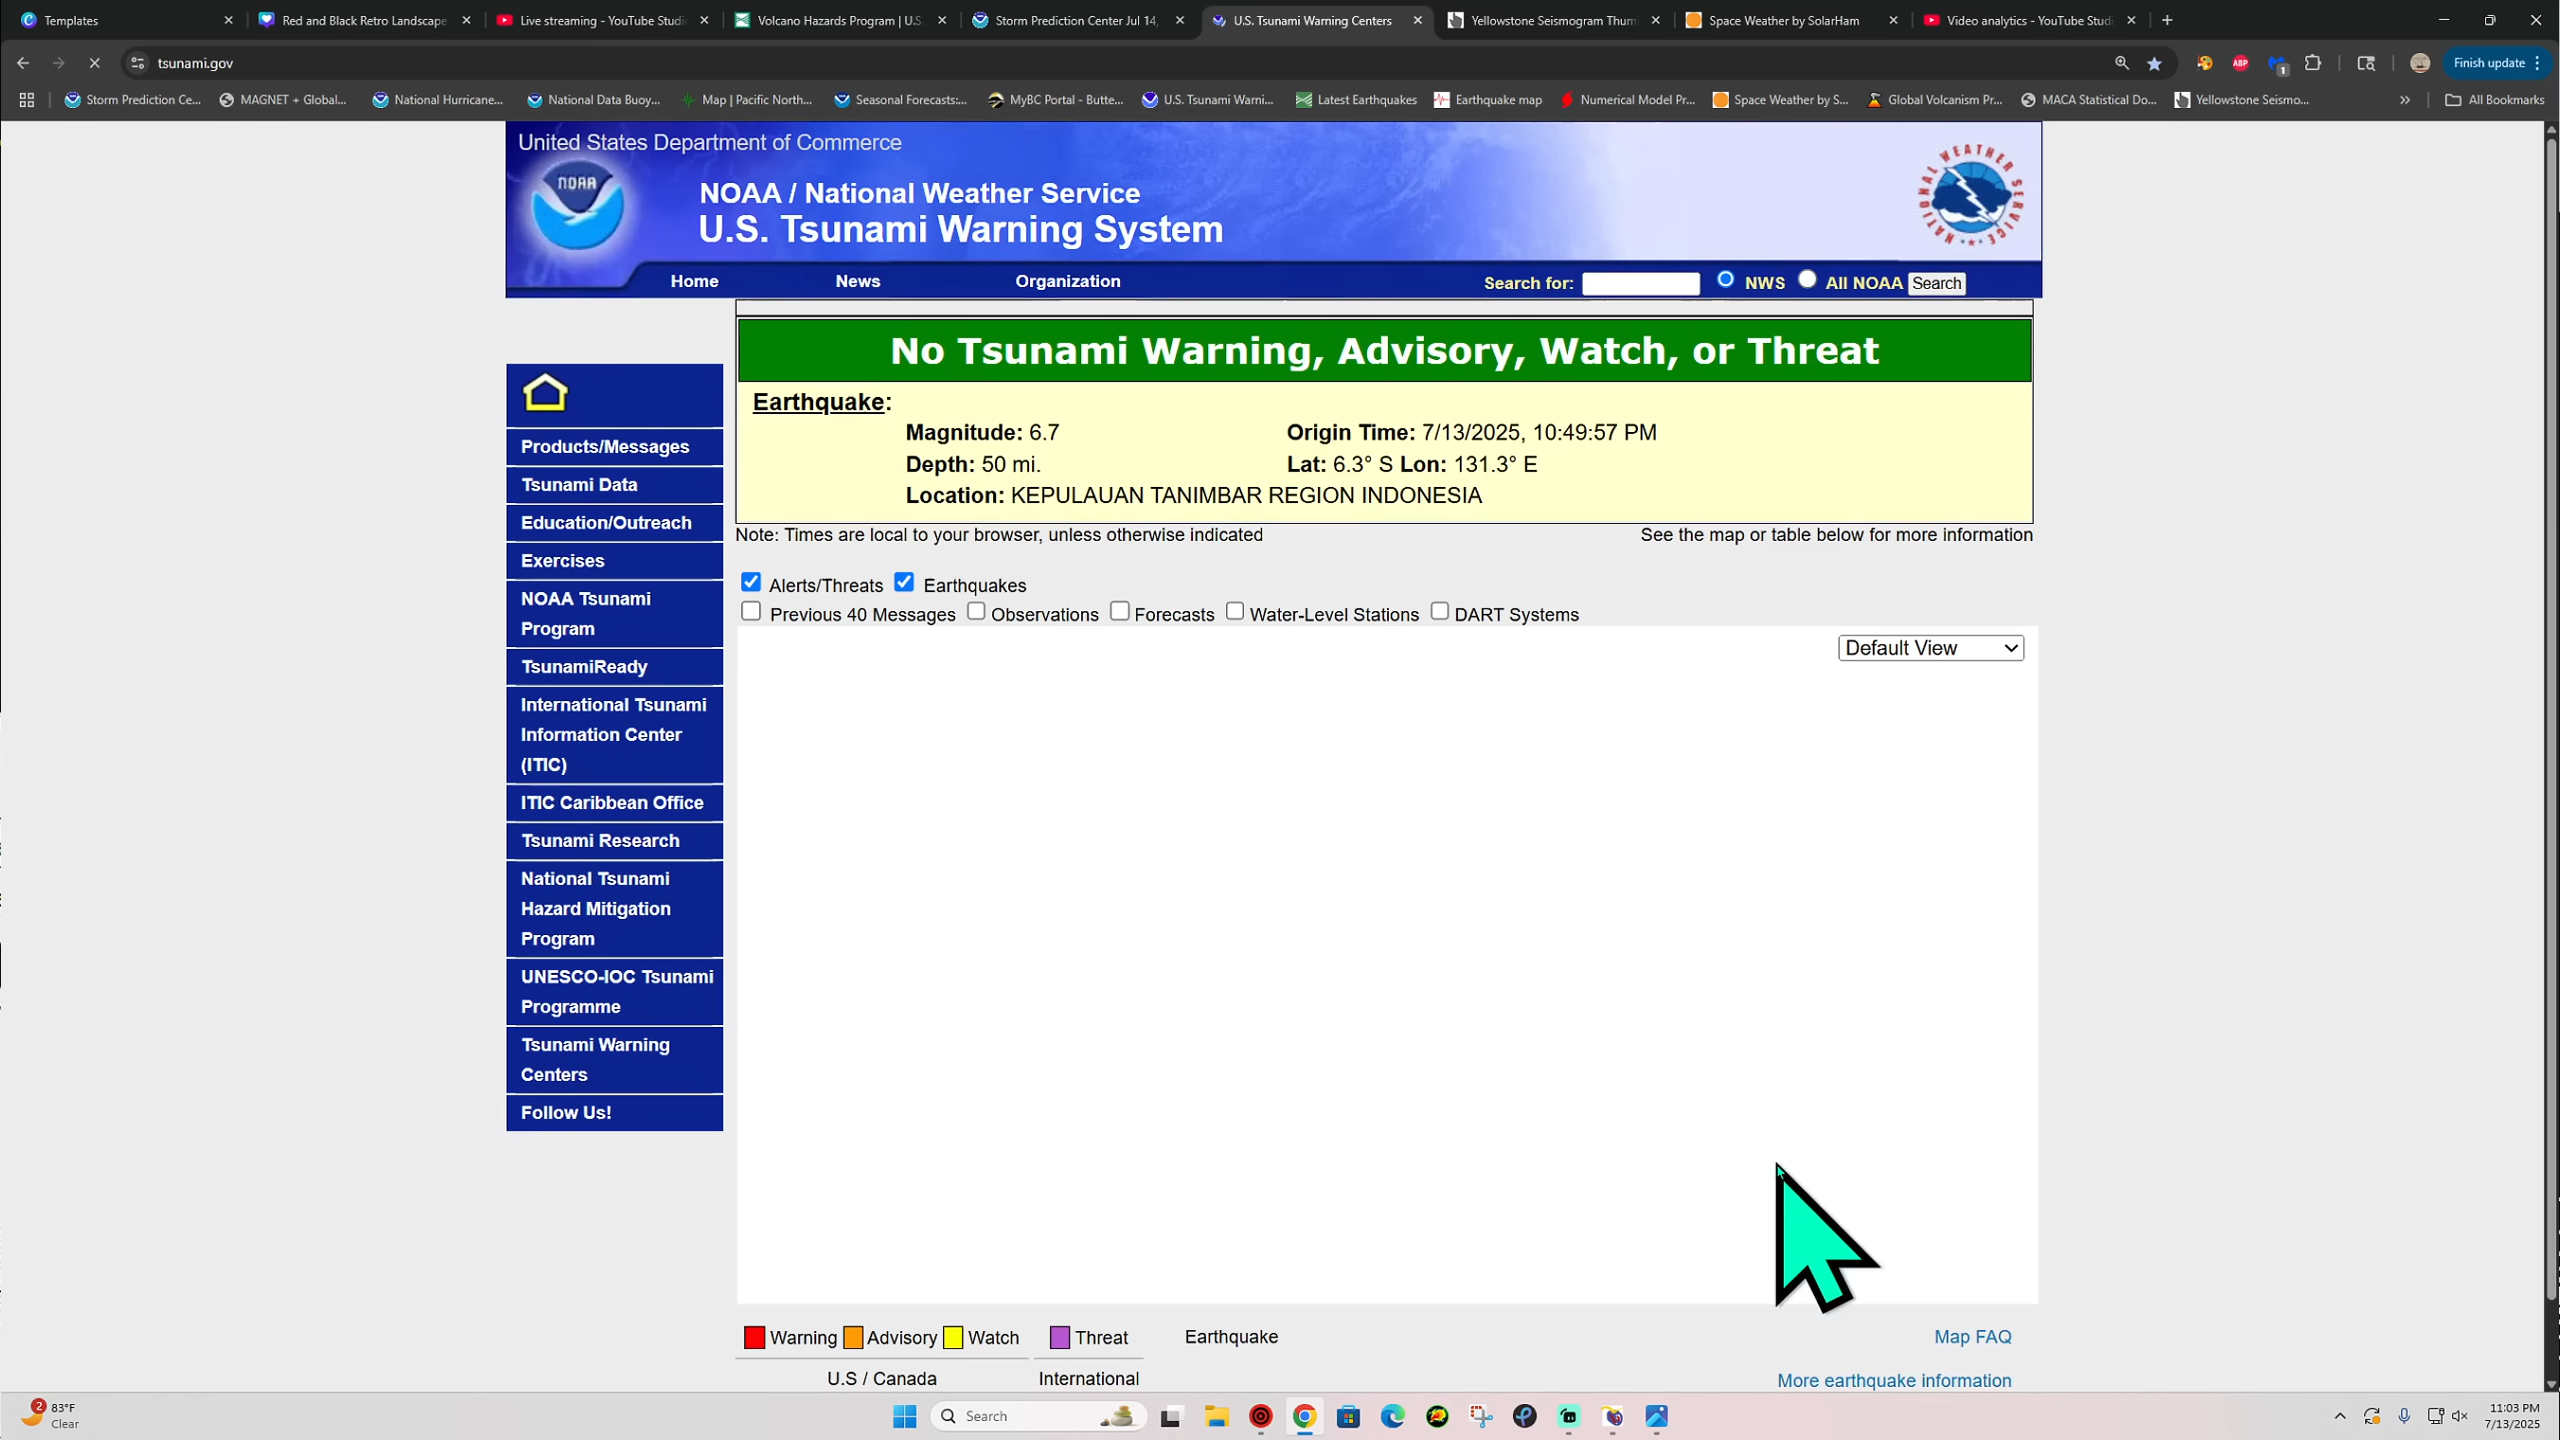 Templates
Red and Black Retro Landscape
Live streaming - YouTube Studi
Volcano Hazards Program | U.S.
Storm Prediction Center Jul 14,
U.S. Tsunami Warning Centers
Yellowstone Seismogram Thum
Space Weather by SolarHam
Video analytics - YouTube Studi
tsunami.gov
ABP
1
Finish update
Storm Prediction Ce...
MAGNET + Global...
National Hurricane...
National Data Buoy...
Map | Pacific North...
Seasonal Forecasts:...
MyBC Portal - Butte...
U.S. Tsunami Warni...
Latest Earthquakes
Earthquake map
Numerical Model Pr...
Space Weather by S...
Global Volcanism Pr...
MACA Statistical Do...
Yellowstone Seismo...
All Bookmarks
United States Department of Commerce
NOAA
NOAA / National Weather Service
U.S. Tsunami Warning System
NATIONAL WEATHER SERVICE
Home
News
Organization
Search for:
NWS
All NOAA
Search
No Tsunami Warning, Advisory, Watch, or Threat
Earthquake:
Magnitude: 6.7
Origin Time: 7/13/2025, 10:49:57 PM
Depth: 50 mi.
Lat: 6.3° S Lon: 131.3° E
Location: KEPULAUAN TANIMBAR REGION INDONESIA
Note: Times are local to your browser, unless otherwise indicated
See the map or table below for more information
Alerts/Threats
Earthquakes
Previous 40 Messages
Observations
Forecasts
Water-Level Stations
DART Systems
Default View
Products/Messages
Tsunami Data
Education/Outreach
Exercises
NOAA Tsunami
Program
TsunamiReady
International Tsunami
Information Center
(ITIC)
ITIC Caribbean Office
Tsunami Research
National Tsunami
Hazard Mitigation
Program
UNESCO-IOC Tsunami
Programme
Tsunami Warning
Centers
Follow Us!
Warning
Advisory
Watch
Threat
Earthquake
Map FAQ
U.S / Canada
International
More earthquake information
2
83°F
Clear
Search
11:03 PM
7/13/2025